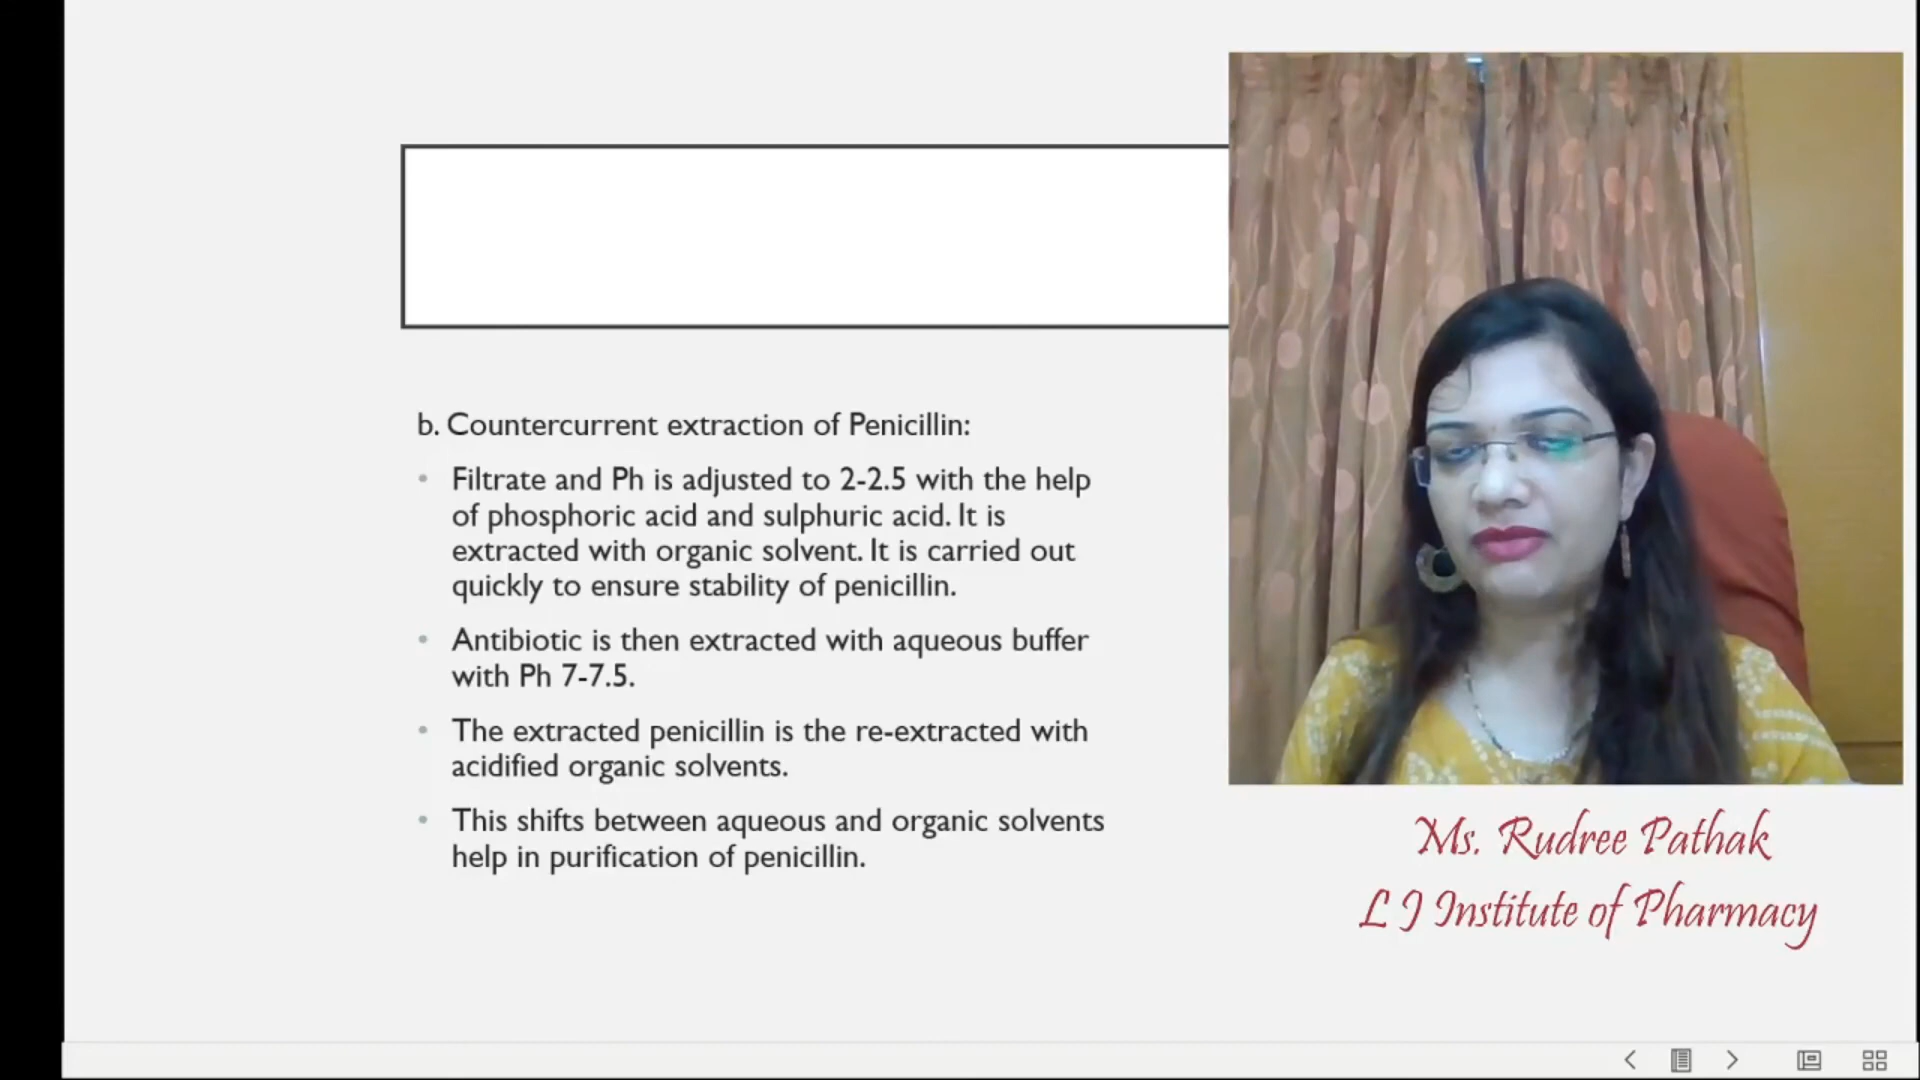 b. Countercurrent extraction of Penicillin:
• Filtrate and Ph is adjusted to 2-2.5 with the help
of phosphoric acid and sulphuric acid. It is
extracted with organic solvent. It is carried out
quickly to ensure stability of penicillin.
• Antibiotic is then extracted with aqueous buffer
with Ph 7-7.5.
• The extracted penicillin is the re-extracted with
acidified organic solvents.
• This shifts between aqueous and organic solvents
help in purification of penicillin.
Ms. Rudree Pathak
L J Institute of Pharmacy